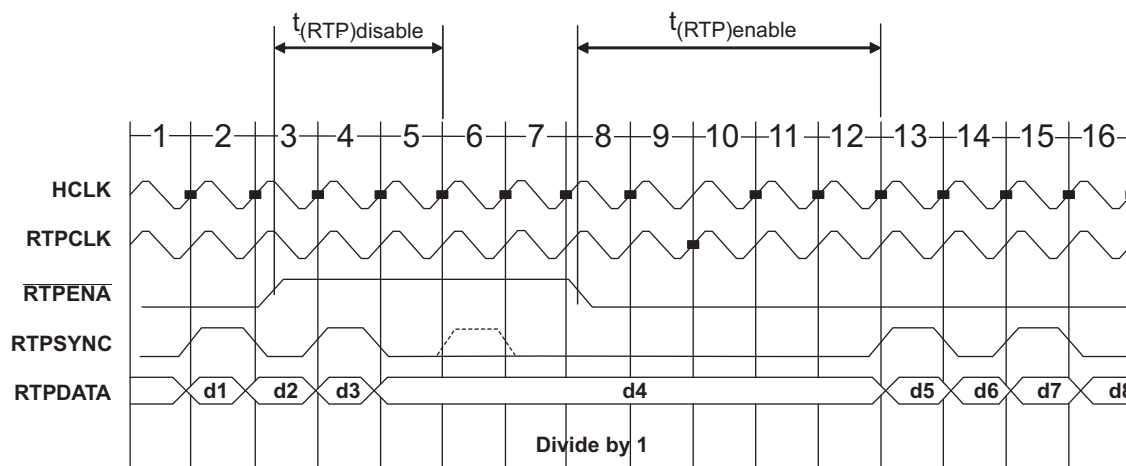 t(RTP)disable
t(RTP)enable
1 2 3 4 5 6 7 8 9 10 11 12 13 14 15 16
HCLK
RTPCLK
RTPENA
RTPSYNC
RTPDATA d1 d2 d3 d4 d5 d6 d7 d8
Divide by 1